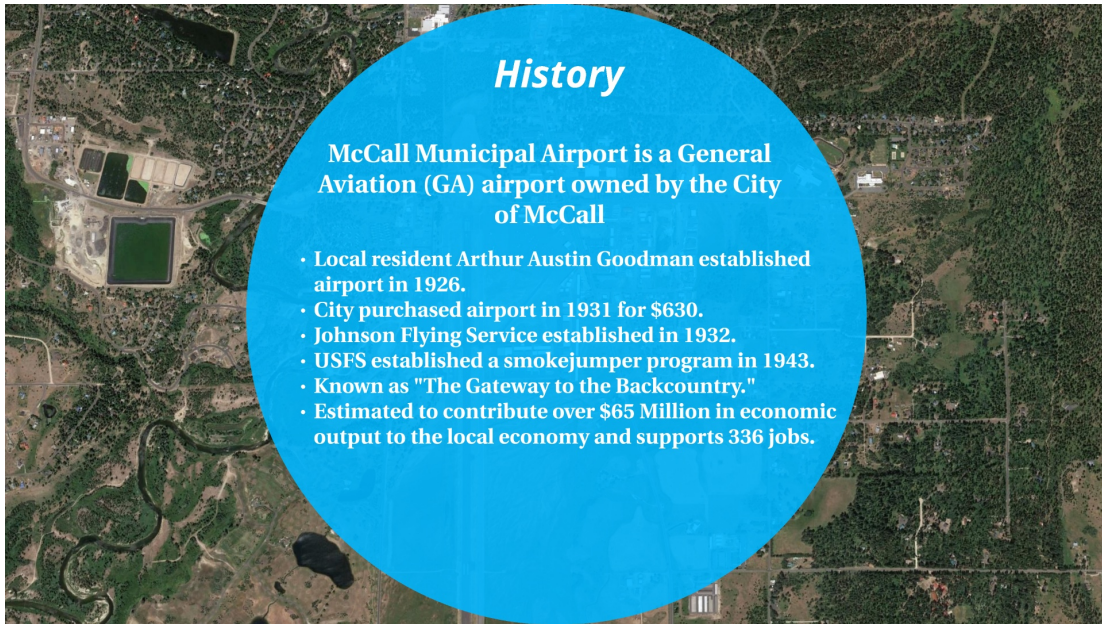 History
McCall Municipal Airport is a General
Aviation (GA) airport owned by the City
of McCall
• Local resident Arthur Austin Goodman established
airport in 1926.
• City purchased airport in 1931 for $630.
• Johnson Flying Service established in 1932.
• USFS established a smokejumper program in 1943.
• Known as "The Gateway to the Backcountry."
• Estimated to contribute over $65 Million in economic
output to the local economy and supports 336 jobs.